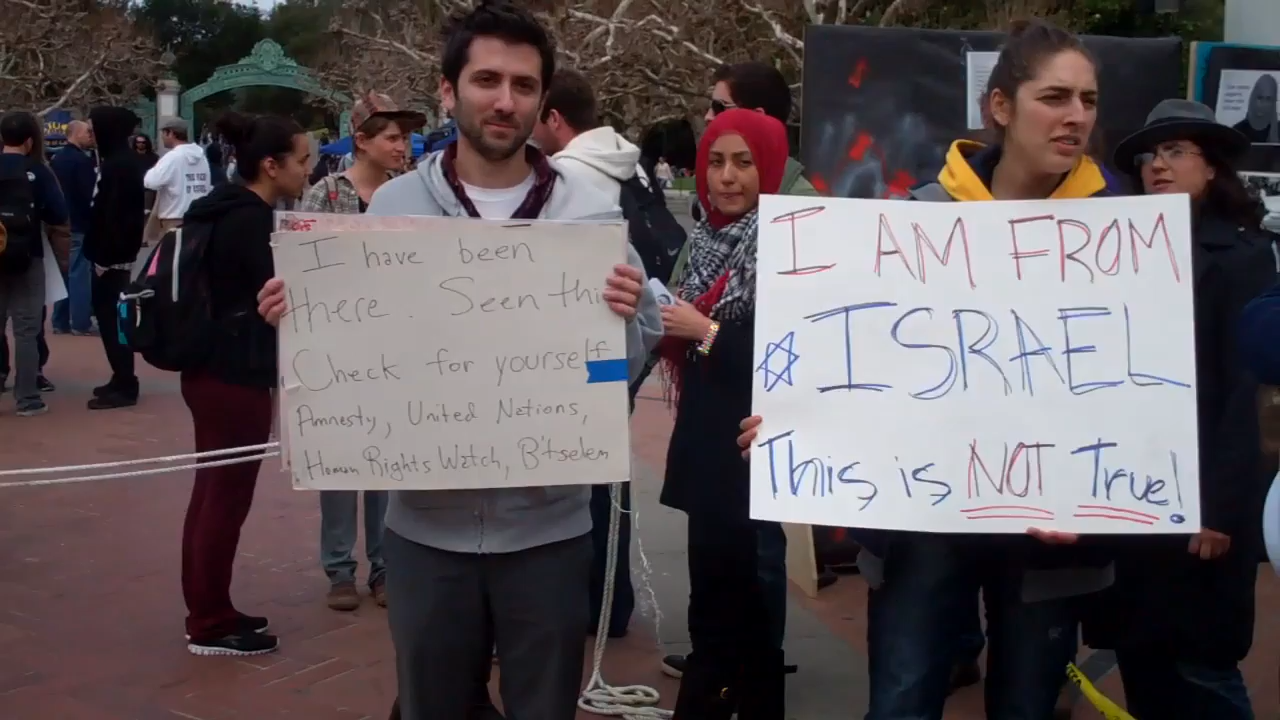 I have been
there. Seen this
Check for yourself
Amnesty, United Nations,
Human Rights Watch, B'tselem
I AM FROM
ISRAEL
This is NOT True!